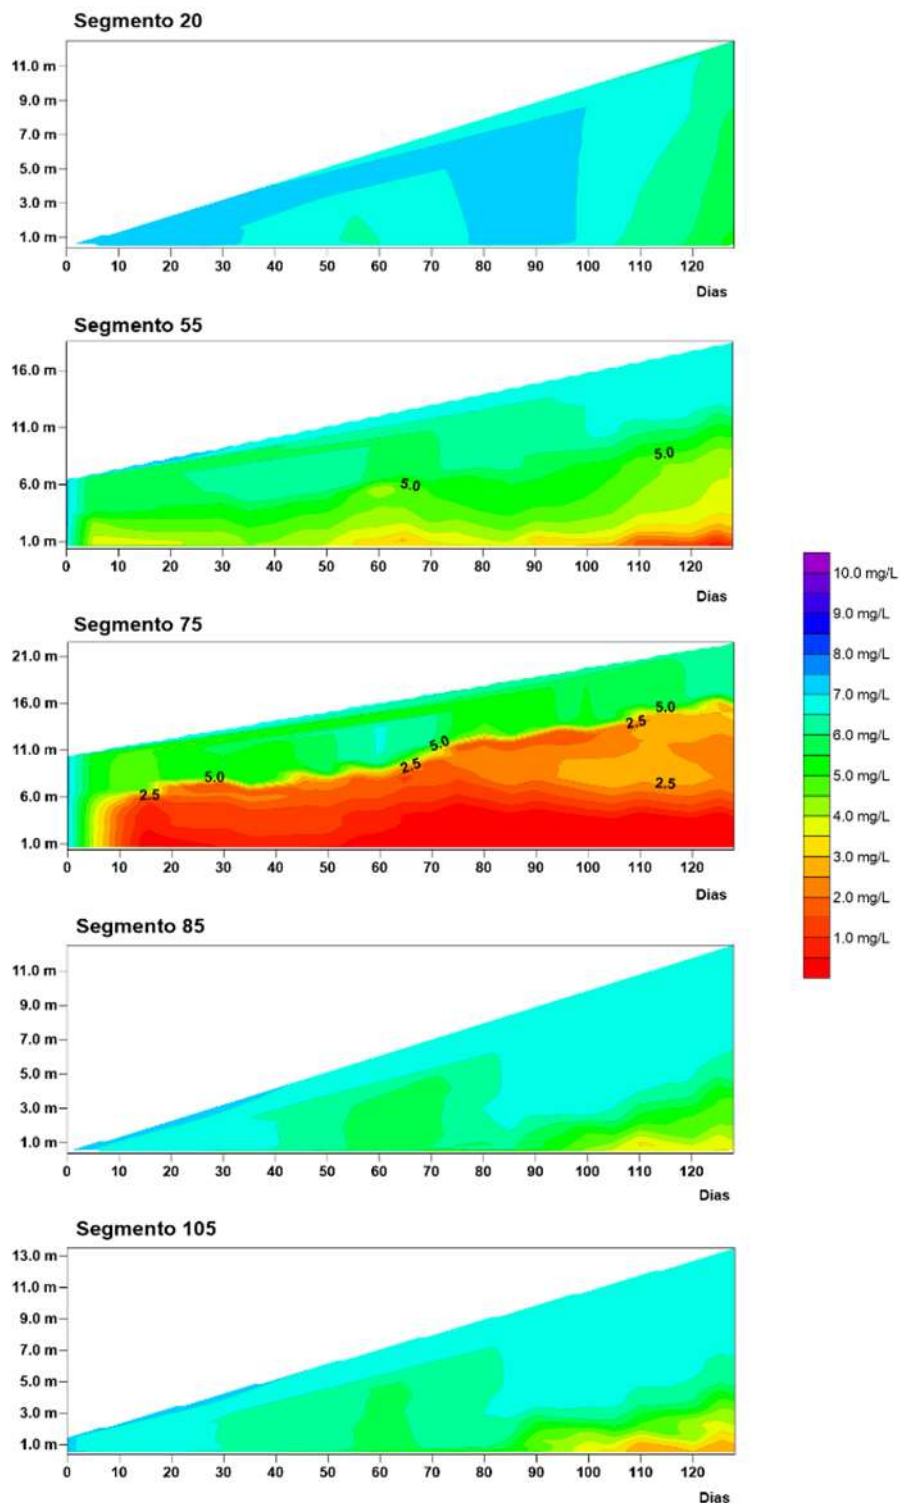 Segmento 20
11.0 m
9.0 m
7.0 m
5.0 m
3.0 m
1.0 m
0 10 20 30 40 50 60 70 80 90 100 110 120
Dias
Segmento 55
16.0 m
11.0 m
6.0 m
1.0 m
5.0
5.0
0 10 20 30 40 50 60 70 80 90 100 110 120
Dias
Segmento 75
21.0 m
16.0 m
11.0 m
6.0 m
1.0 m
5.0
2.5
5.0
2.5
5.0
2.5
2.5
0 10 20 30 40 50 60 70 80 90 100 110 120
Dias
10.0 mg/L
9.0 mg/L
8.0 mg/L
7.0 mg/L
6.0 mg/L
5.0 mg/L
4.0 mg/L
3.0 mg/L
2.0 mg/L
1.0 mg/L
Segmento 85
11.0 m
9.0 m
7.0 m
5.0 m
3.0 m
1.0 m
0 10 20 30 40 50 60 70 80 90 100 110 120
Dias
Segmento 105
13.0 m
11.0 m
9.0 m
7.0 m
5.0 m
3.0 m
1.0 m
0 10 20 30 40 50 60 70 80 90 100 110 120
Dias